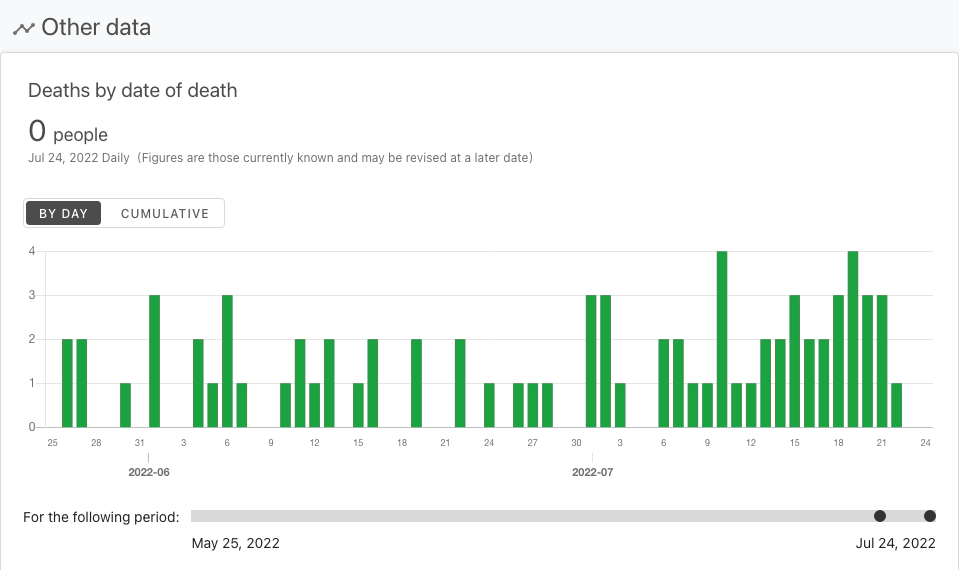 Other data
Deaths by date of death
0 people
Jul 24, 2022 Daily (Figures are those currently known and may be revised at a later date)
BY DAY CUMULATIVE
4
3
2
1
0
25 28 31 3 6 9 12 15 18 21 24 27 30 3 6 9 12 15 18 21 24
2022-06 2022-07
For the following period:
May 25, 2022 Jul 24, 2022